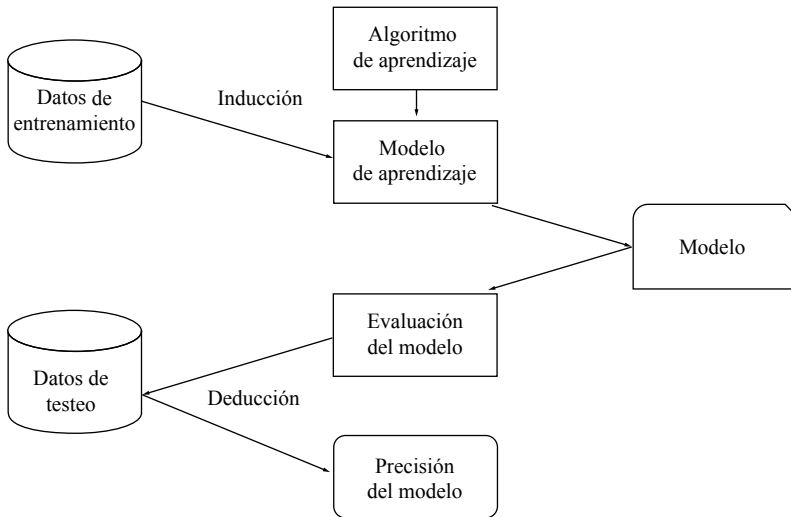 Algoritmo
de aprendizaje
Datos de
entrenamiento
Inducción
Modelo
de aprendizaje
Modelo
Evaluación
del modelo
Datos de
testeo
Deducción
Precisión
del modelo